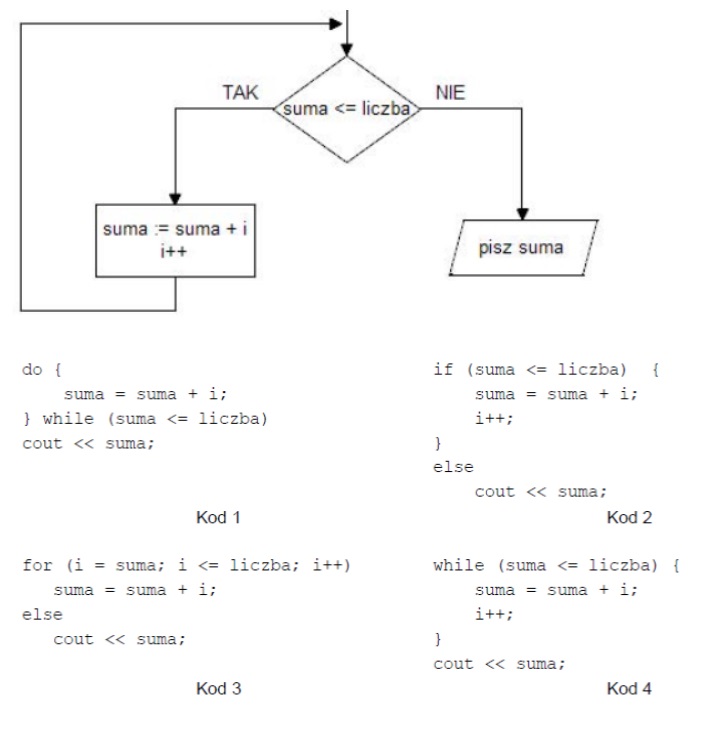 TAK
NIE
suma <= liczba
suma := suma + i
i++
pisz suma
do {
suma = suma + i;
} while (suma <= liczba)
cout << suma;
Kod 1
if (suma <= liczba) {
suma = suma + i;
i++;
}
else
cout << suma;
Kod 2
for (i = suma; i <= liczba; i++)
suma = suma + i;
else
cout << suma;
Kod 3
while (suma <= liczba) {
suma = suma + i;
i++;
}
cout << suma;
Kod 4